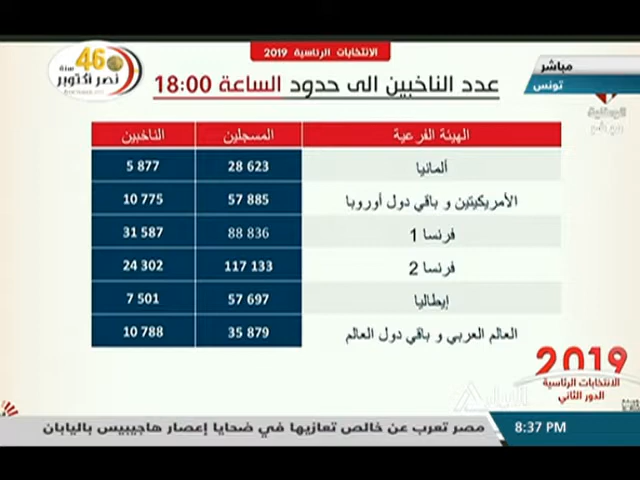 الانتخابات الرئاسية 2019
46 سنة
نصر أكتوبر
مباشر
تونس
الوطنية
عدد الناخبين الى حدود الساعة 18:00
الهيئة الفرعية المسجلين الناخبين
ألمانيا 28 623 5 877
الأمريكيتين و باقي دول أوروبا 57 885 10 775
فرنسا 1 88 836 31 587
فرنسا 2 117 133 24 302
إيطاليا 57 697 7 501
العالم العربي و باقي دول العالم 35 879 10 788
2019
الانتخابات الرئاسية
الدور الثاني
مصر تعرب عن خالص تعازيها في ضحايا إعصار هاجيبيس باليابان
8:37 PM